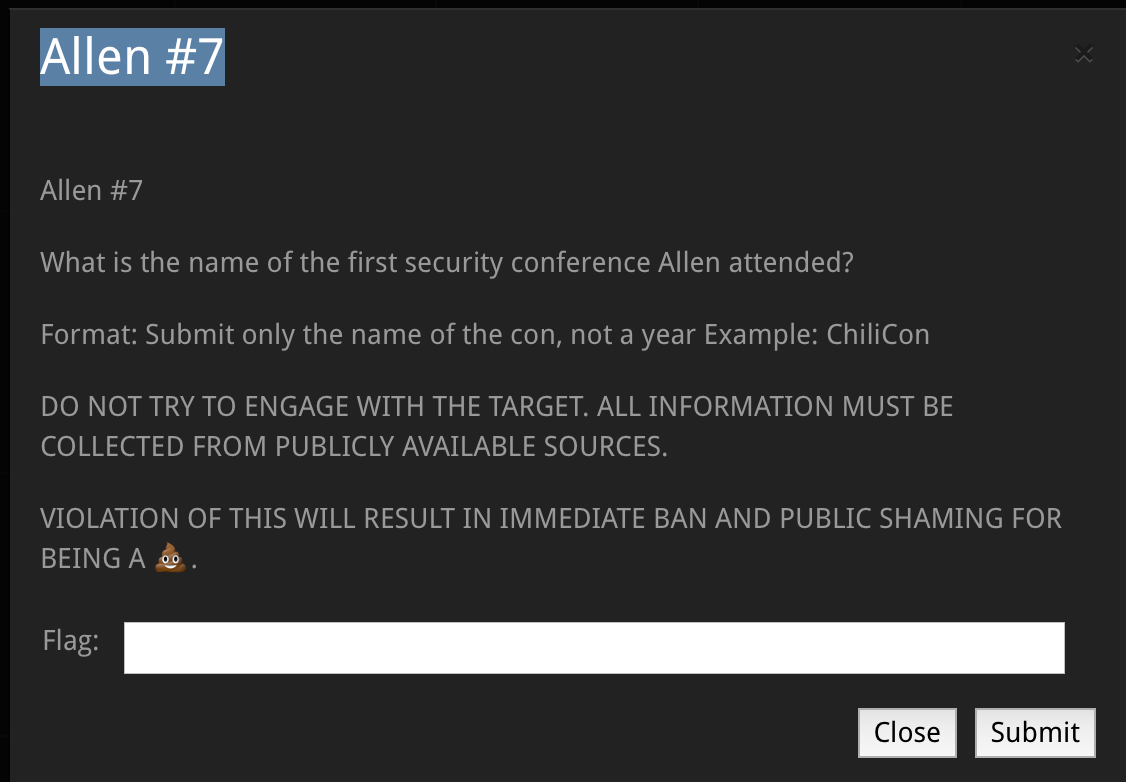 Allen #7
×
Allen #7
What is the name of the first security conference Allen attended?
Format: Submit only the name of the con, not a year Example: ChiliCon
DO NOT TRY TO ENGAGE WITH THE TARGET. ALL INFORMATION MUST BE
COLLECTED FROM PUBLICLY AVAILABLE SOURCES.
VIOLATION OF THIS WILL RESULT IN IMMEDIATE BAN AND PUBLIC SHAMING FOR
BEING A 💩.
Flag:
Close Submit